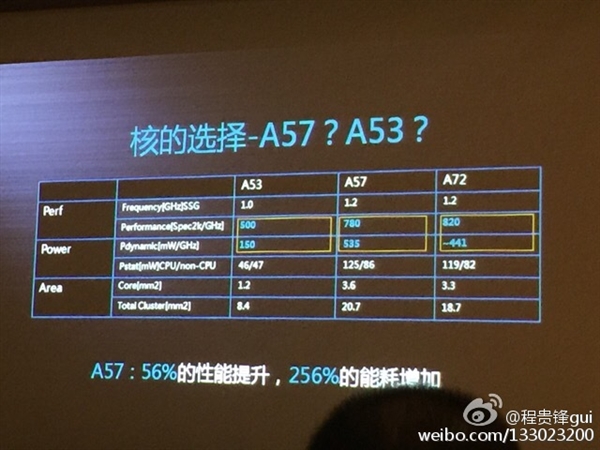 核的选择-A57？A53？
A53 A57 A72
Perf Frequency[GHz]SSG 1.0 1.2 1.2
Performance[Spec2k/GHz] 500 780 820
Power Pdynamic[mW/GHz] 150 535 ~441
Pstat[mW]CPU/non-CPU 46/47 125/86 119/82
Area Core[mm2] 1.2 3.6 3.3
Total Cluster[mm2] 8.4 20.7 18.7
A57：56%的性能提升，256%的能耗增加
@程贵锋gui
weibo.com/133023200